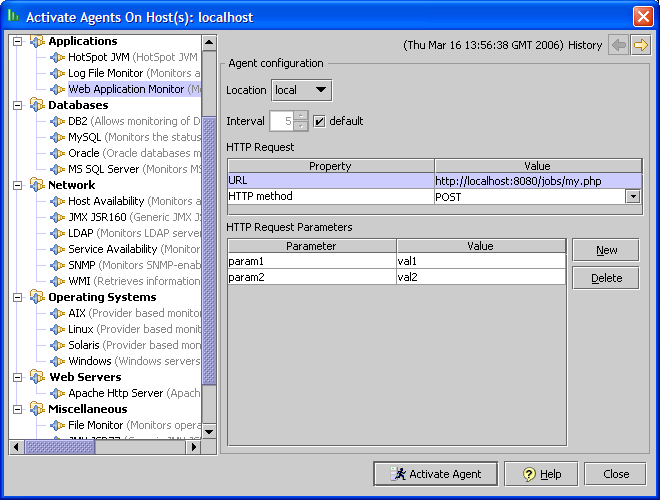 Activate Agents On Host(s): localhost
(Thu Mar 16 13:56:38 GMT 2006) History
Applications
HotSpot JVM (HotSpot JVM
Log File Monitor (Monitors a
Web Application Monitor (Mo
Databases
DB2 (Allows monitoring of D
MySQL (Monitors the status
Oracle (Oracle databases m
MS SQL Server (Monitors MS
Network
Host Availability (Monitors a
JMX JSR160 (Generic JMX J
LDAP (Monitors LDAP server
Service Availability (Monitor
SNMP (Monitors SNMP-enab
WMI (Retrieves information
Operating Systems
AIX (Provider based monito
Linux (Provider based monit
Solaris (Provider based mon
Windows (Windows servers
Web Servers
Apache Http Server (Apach
Miscellaneous
File Monitor (Monitors opera
Agent configuration
Location local
Interval 5 default
HTTP Request
Property Value
URL http://localhost:8080/jobs/my.php
HTTP method POST
HTTP Request Parameters
Parameter Value
param1 val1
param2 val2
New
Delete
Activate Agent Help Close